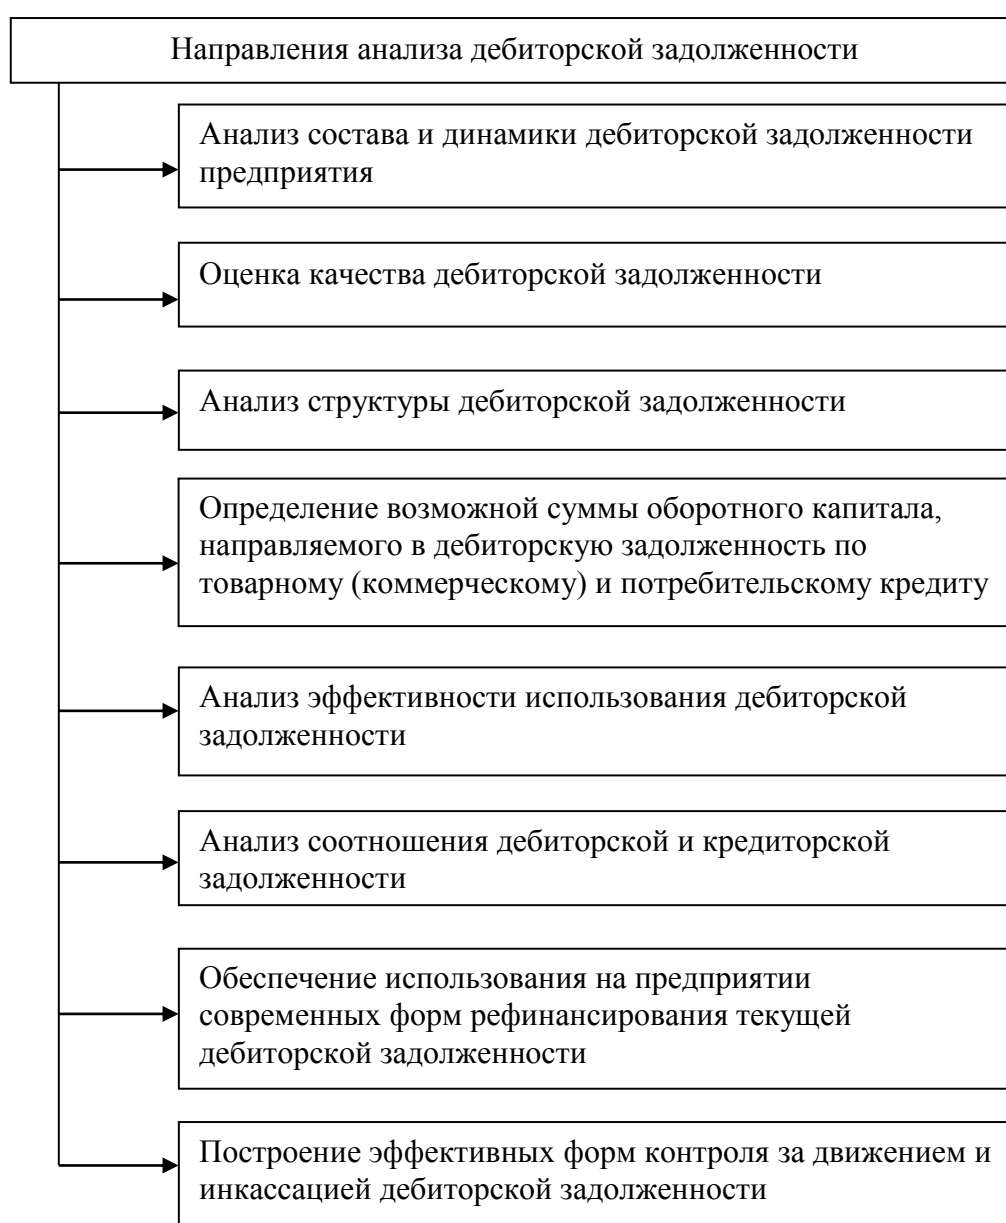 Направления анализа дебиторской задолженности
Анализ состава и динамики дебиторской задолженности
предприятия
Оценка качества дебиторской задолженности
Анализ структуры дебиторской задолженности
Определение возможной суммы оборотного капитала,
направляемого в дебиторскую задолженность по
товарному (коммерческому) и потребительскому кредиту
Анализ эффективности использования дебиторской
задолженности
Анализ соотношения дебиторской и кредиторской
задолженности
Обеспечение использования на предприятии
современных форм рефинансирования текущей
дебиторской задолженности
Построение эффективных форм контроля за движением и
инкассацией дебиторской задолженности